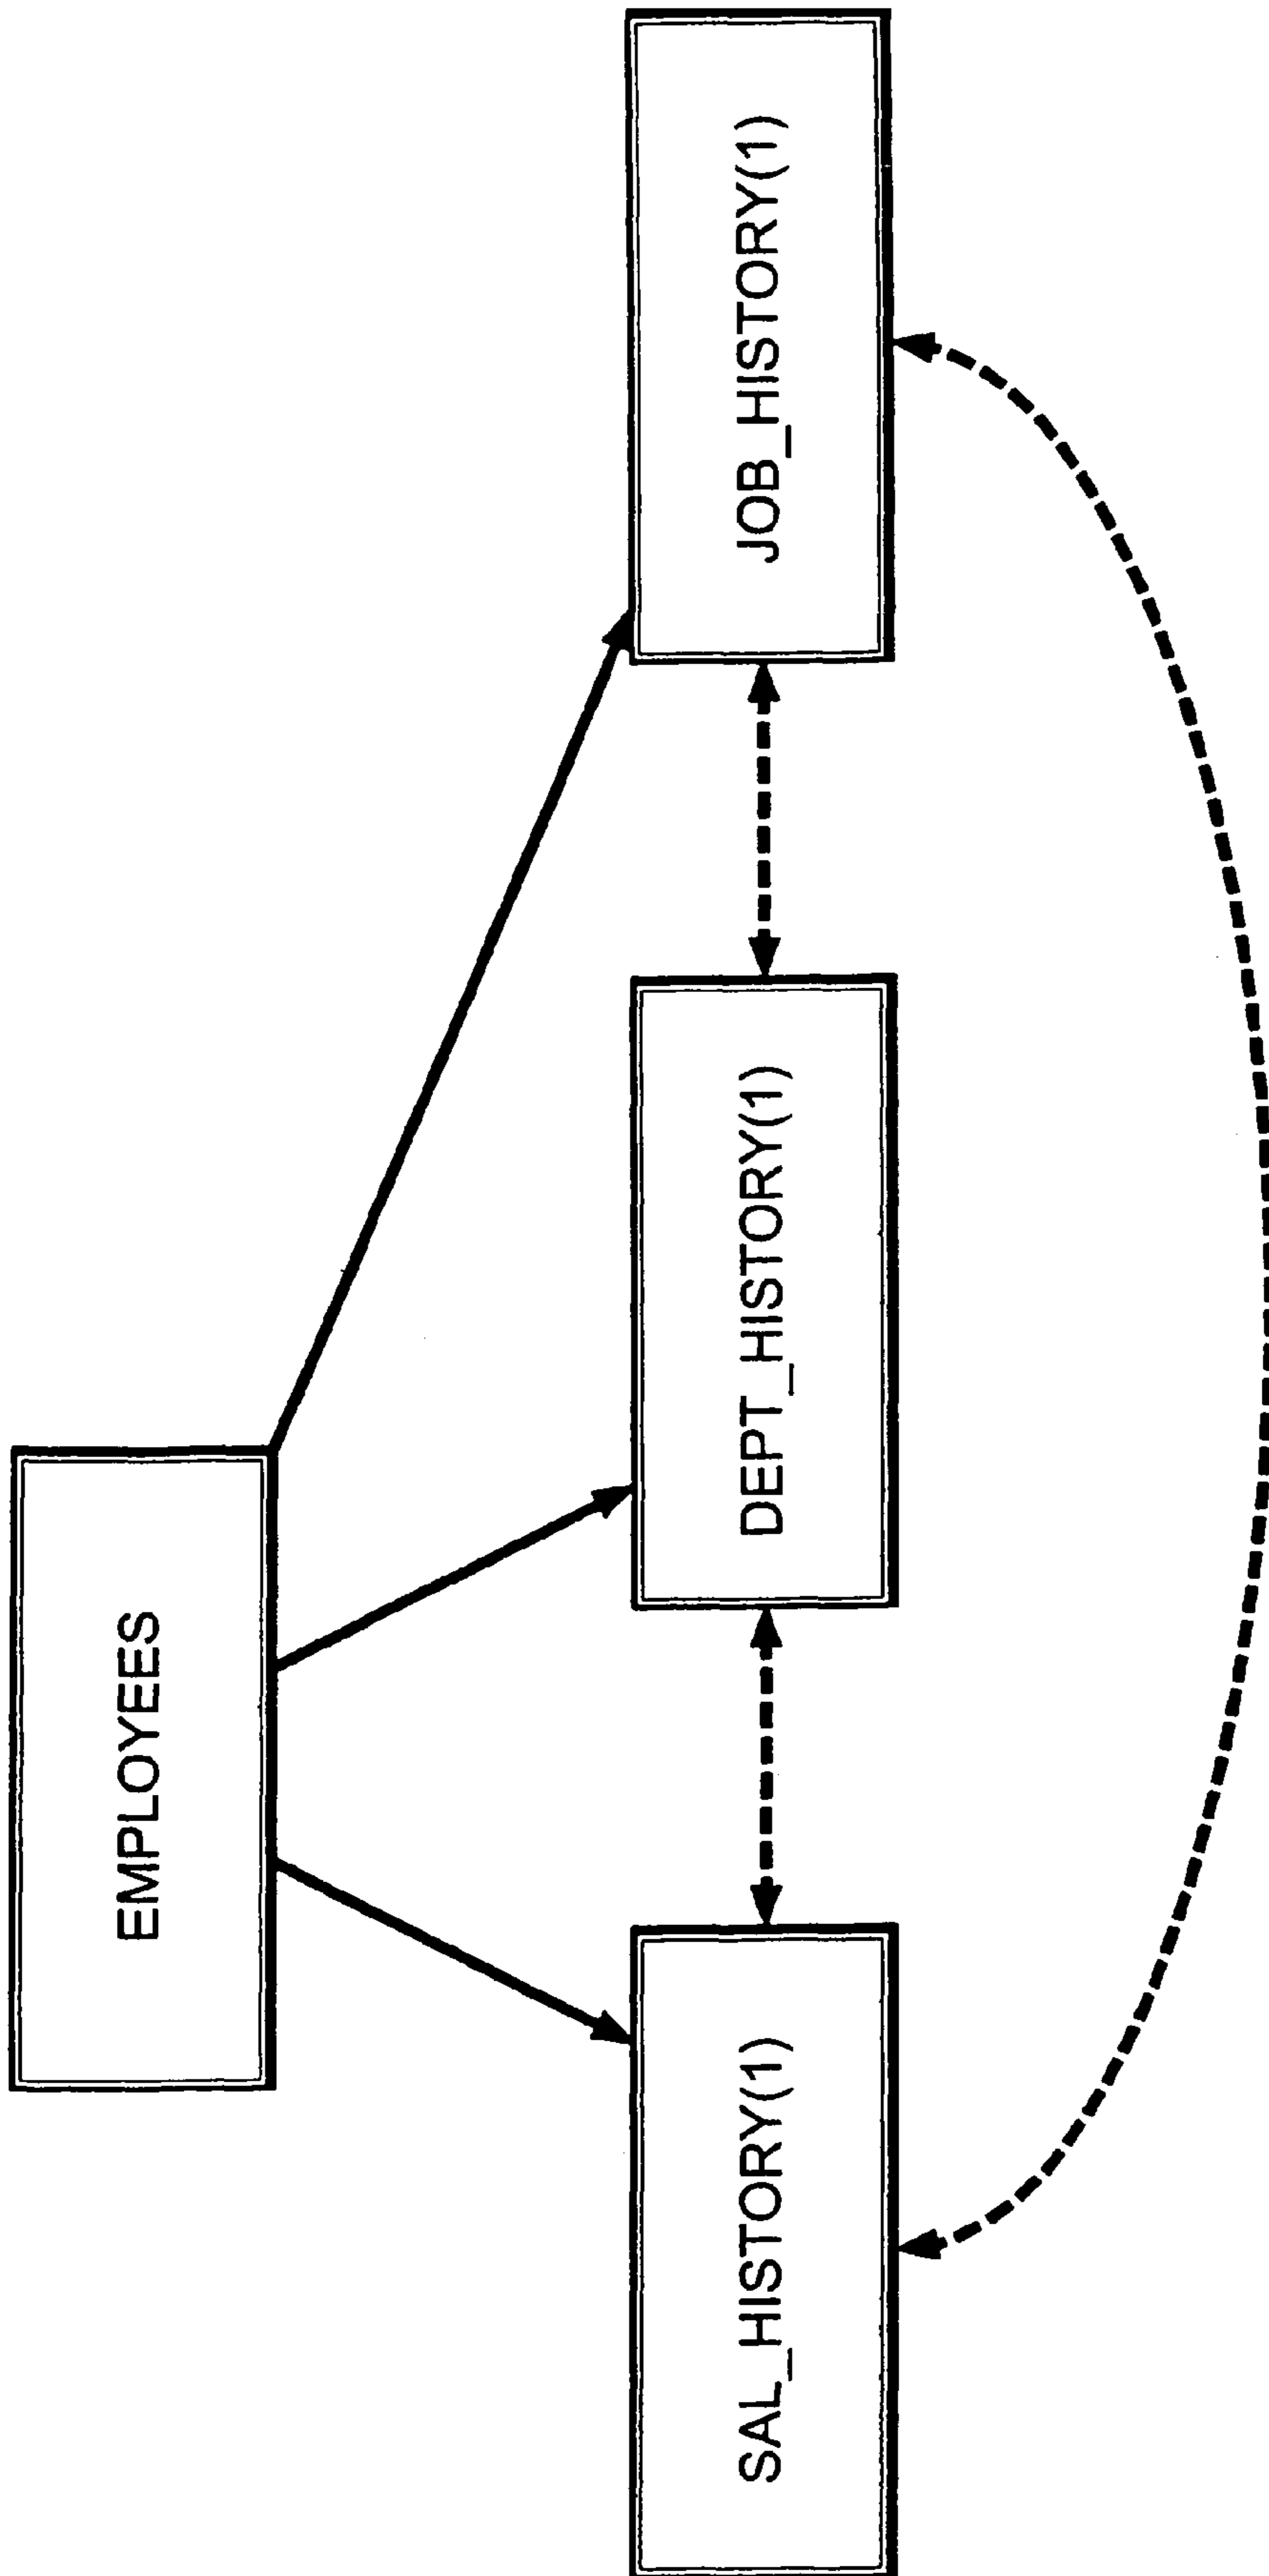 EMPLOYEES
SAL_HISTORY(1)
DEPT_HISTORY(1)
JOB_HISTORY(1)